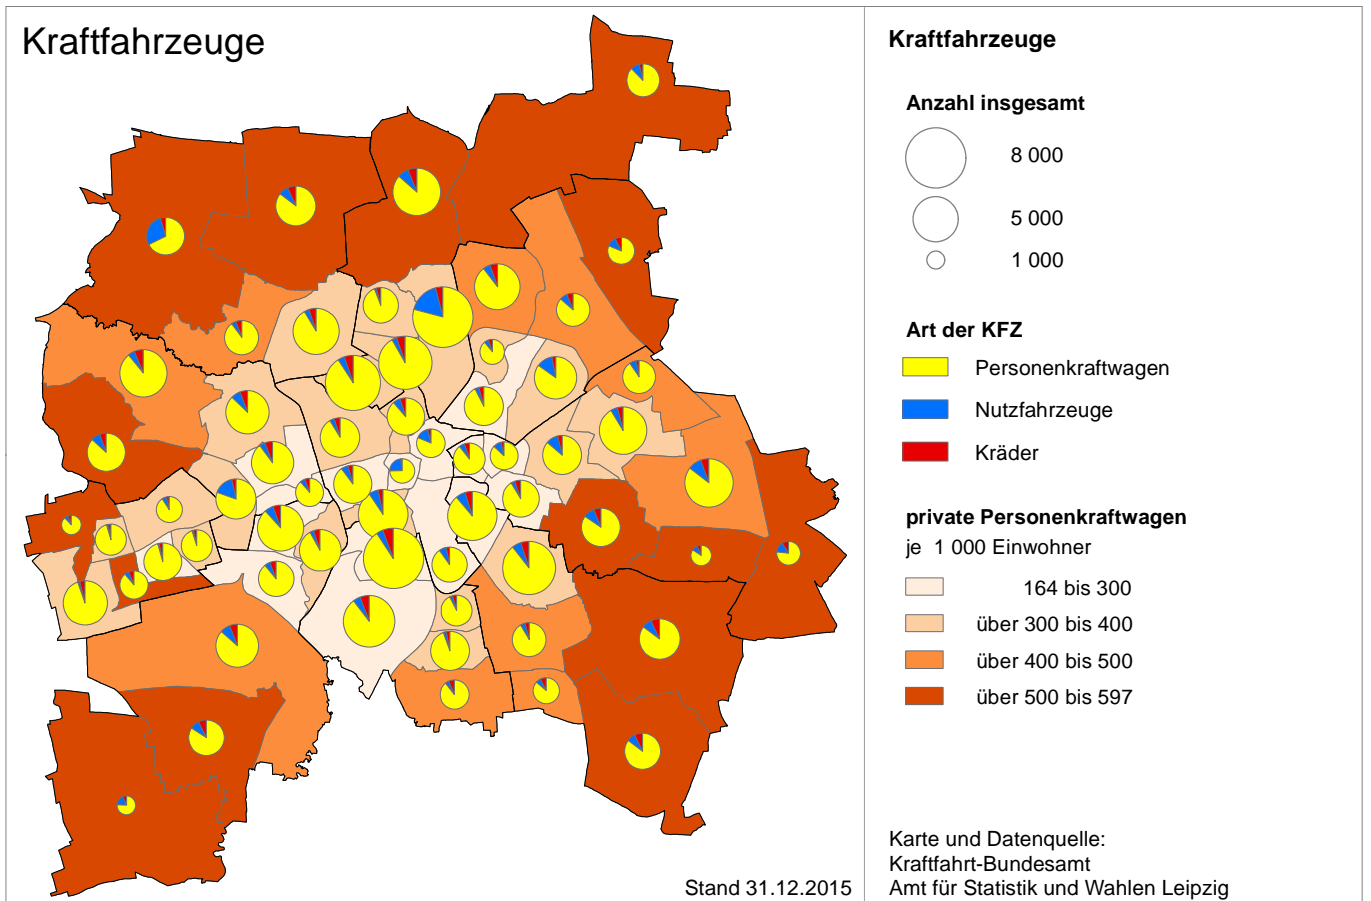 Kraftfahrzeuge
Stand 31.12.2015
Kraftfahrzeuge
Anzahl insgesamt
8 000
5 000
1 000
Art der KFZ
Personenkraftwagen
Nutzfahrzeuge
Kräder
private Personenkraftwagen
je 1 000 Einwohner
164 bis 300
über 300 bis 400
über 400 bis 500
über 500 bis 597
Karte und Datenquelle:
Kraftfahrt-Bundesamt
Amt für Statistik und Wahlen Leipzig